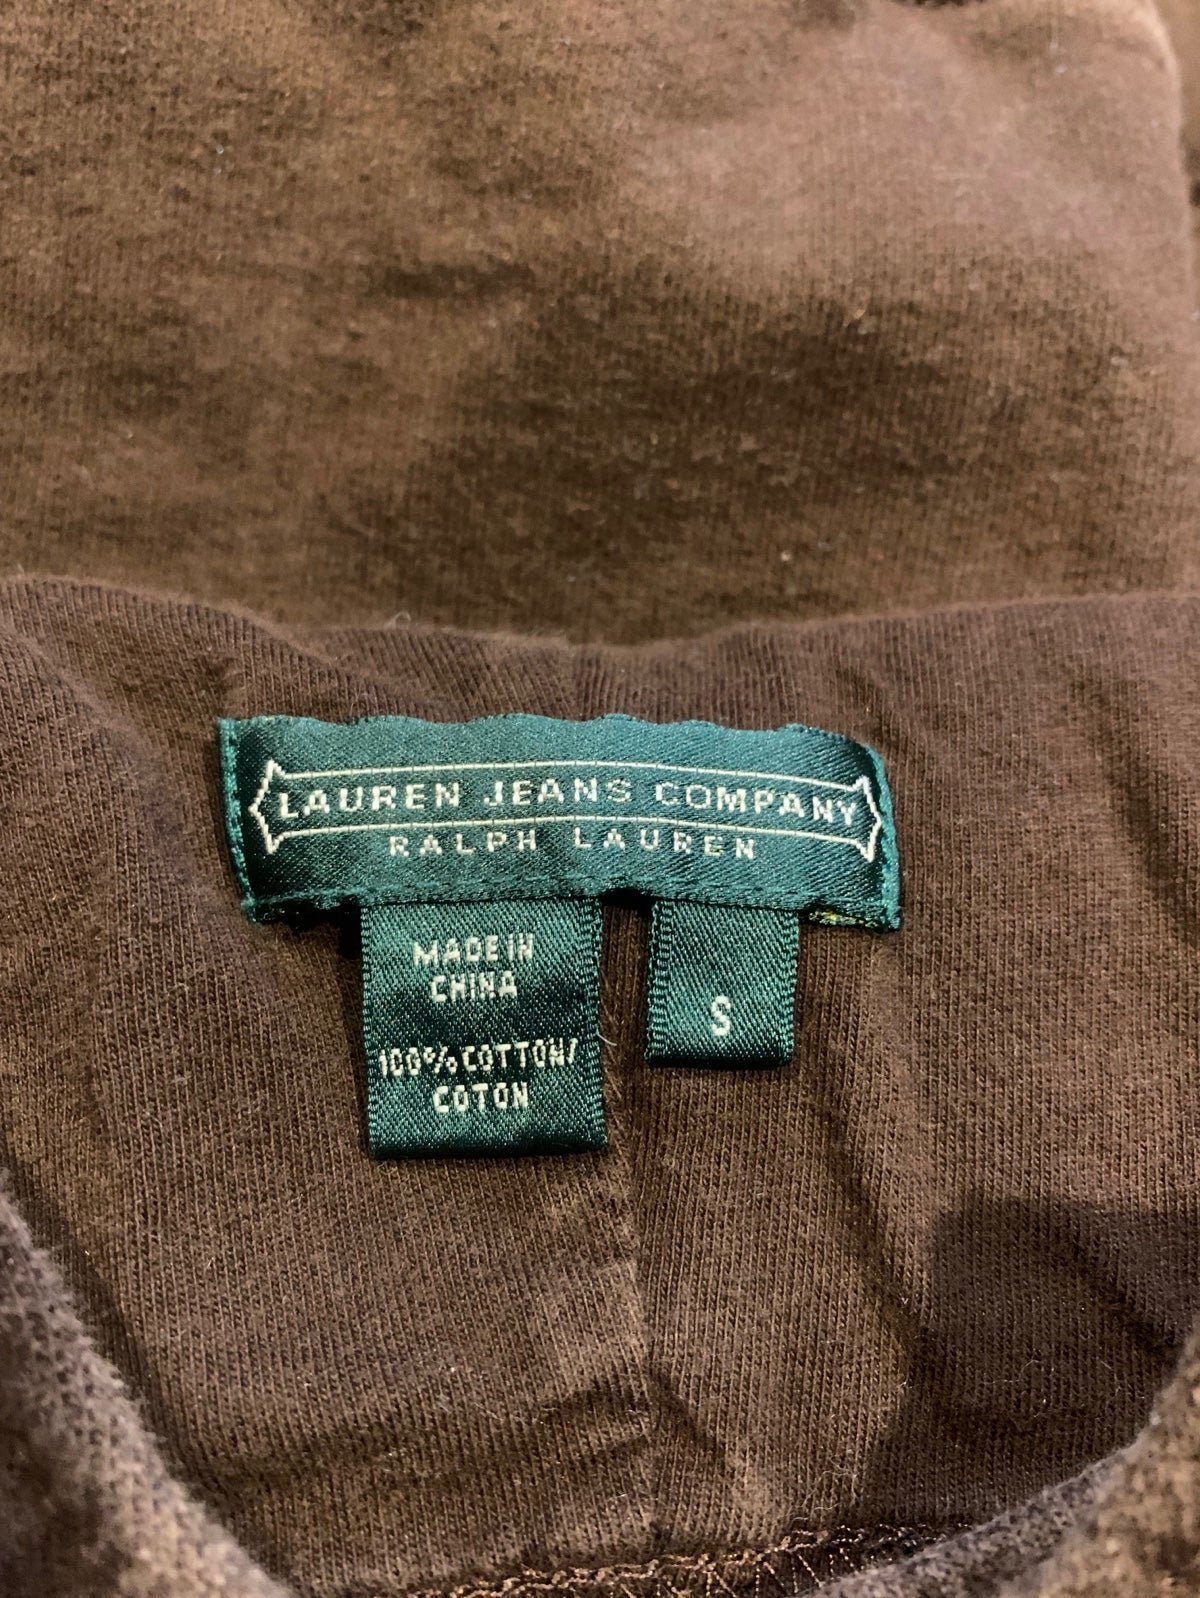 LAUREN JEANS COMPANY
RALPH LAUREN
MADE IN
CHINA
100% COTTON/
COTON
S